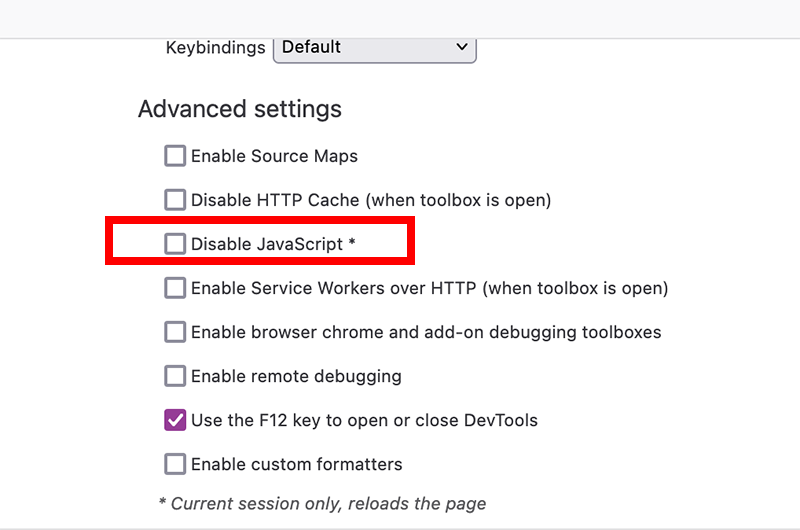 Keybindings Default
Advanced settings
Enable Source Maps
Disable HTTP Cache (when toolbox is open)
Disable JavaScript *
Enable Service Workers over HTTP (when toolbox is open)
Enable browser chrome and add-on debugging toolboxes
Enable remote debugging
Use the F12 key to open or close DevTools
Enable custom formatters
* Current session only, reloads the page